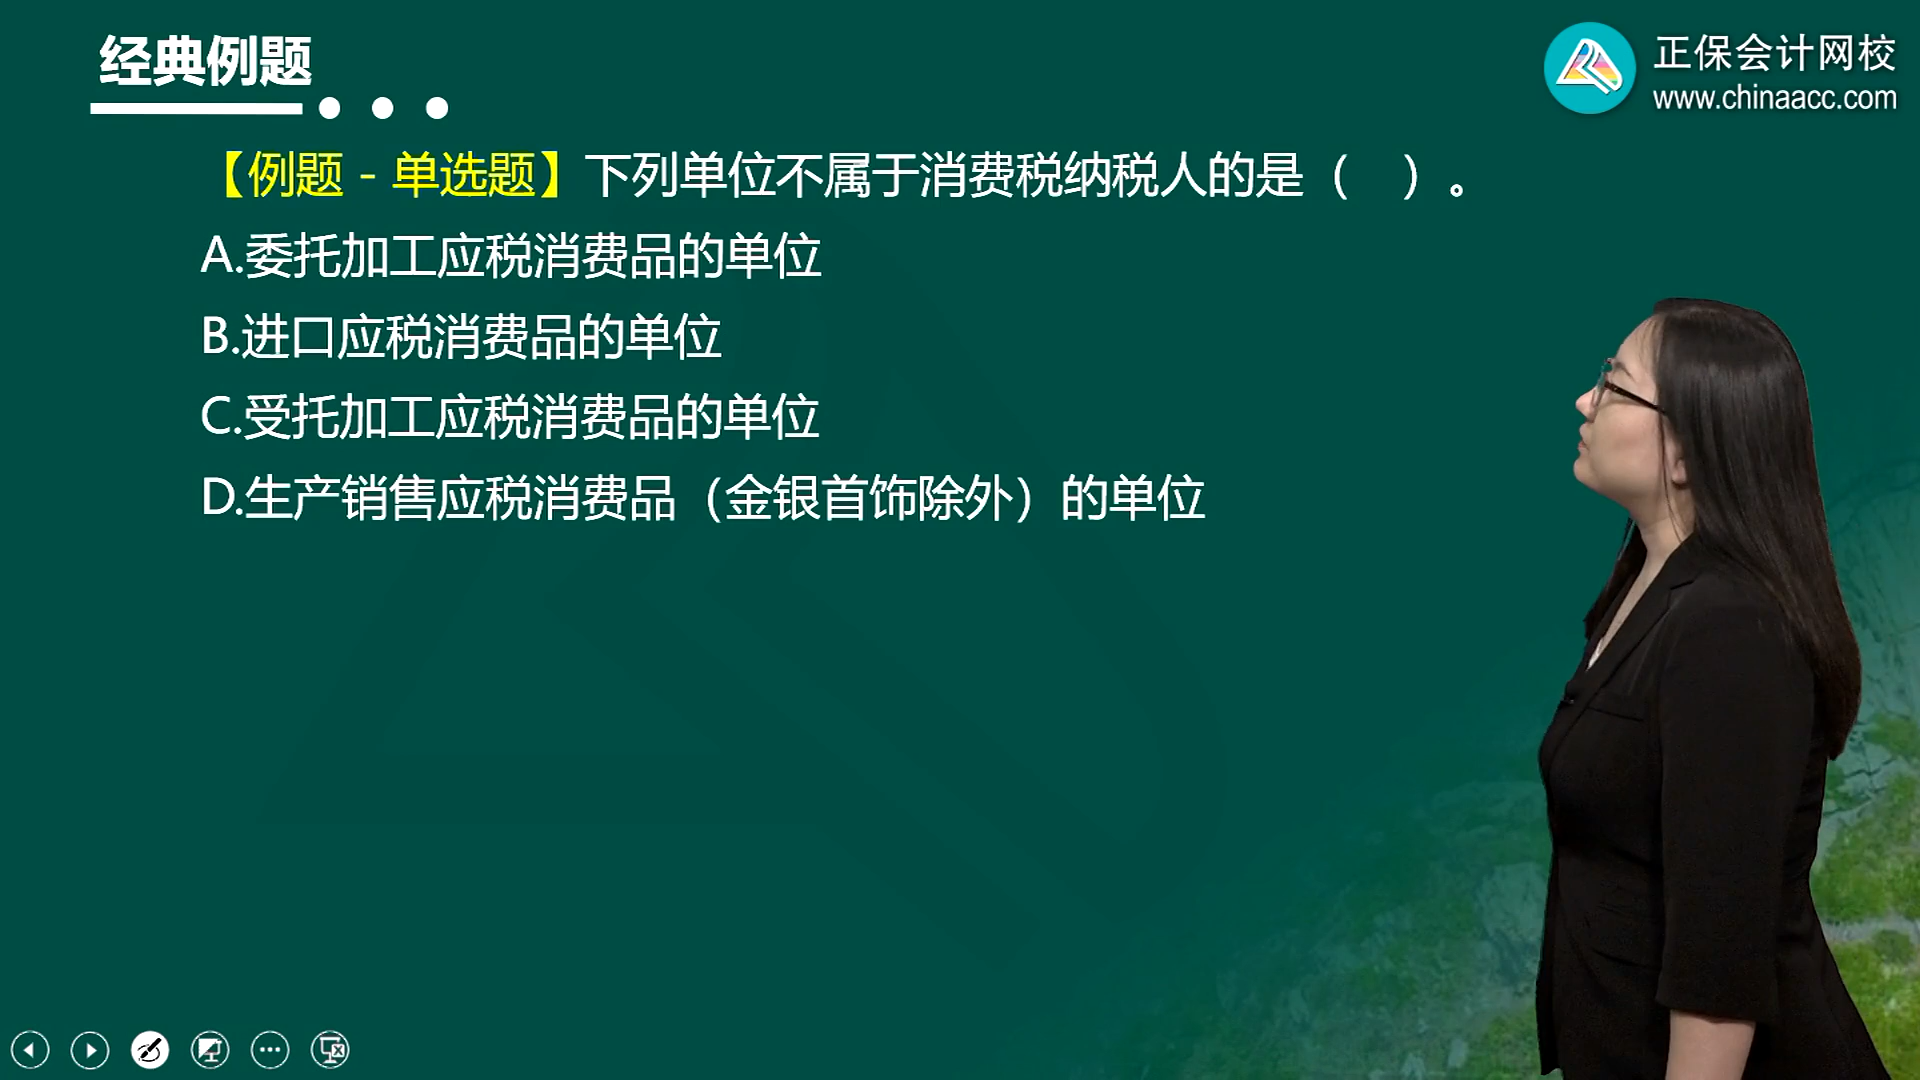 经典例题
正保会计网校
www.chinaacc.com
【例题－单选题】下列单位不属于消费税纳税人的是（ ）。
A.委托加工应税消费品的单位
B.进口应税消费品的单位
C.受托加工应税消费品的单位
D.生产销售应税消费品（金银首饰除外）的单位